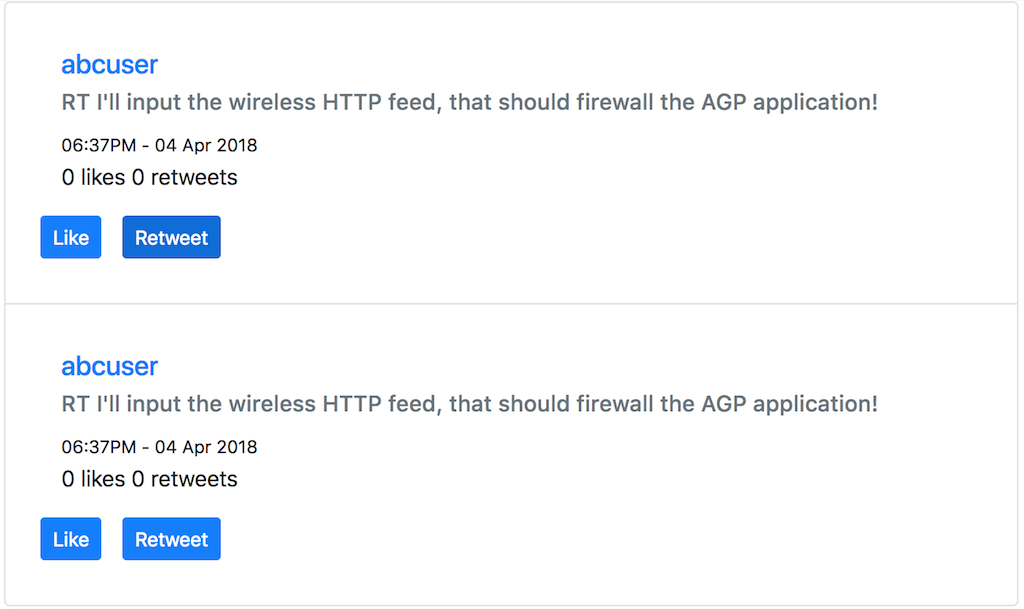 abcuser
RT I'll input the wireless HTTP feed, that should firewall the AGP application!
06:37PM - 04 Apr 2018
0 likes 0 retweets
Like Retweet
abcuser
RT I'll input the wireless HTTP feed, that should firewall the AGP application!
06:37PM - 04 Apr 2018
0 likes 0 retweets
Like Retweet